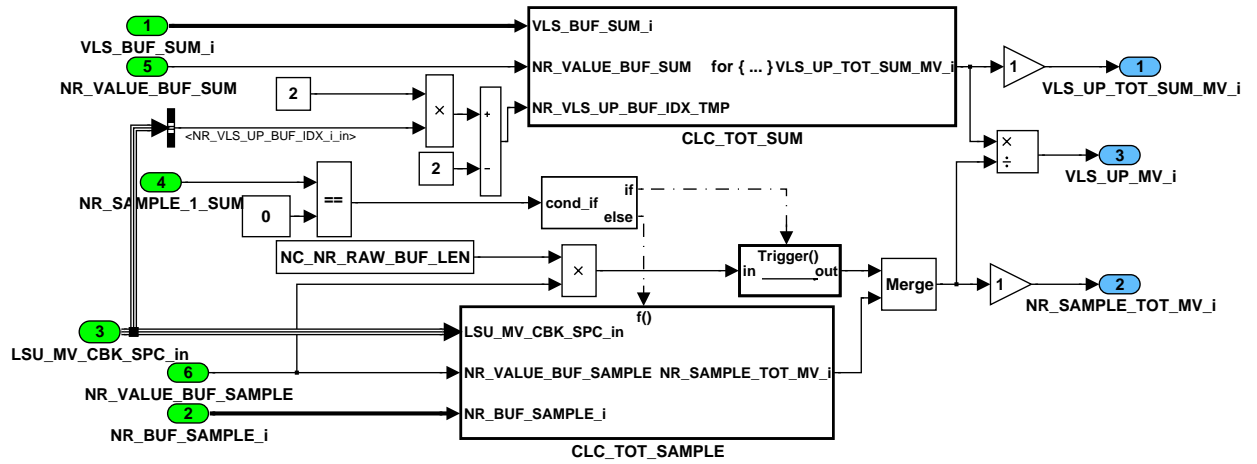 1
VLS_BUF_SUM_i
5
NR_VALUE_BUF_SUM
VLS_BUF_SUM_i
NR_VALUE_BUF_SUM for { ... } VLS_UP_TOT_SUM_MV_i
NR_VLS_UP_BUF_IDX_TMP
CLC_TOT_SUM
1
1
VLS_UP_TOT_SUM_MV_i
2
×
+
−
<NR_VLS_UP_BUF_IDX_i_in>
2
×
÷
3
VLS_UP_MV_i
4
NR_SAMPLE_1_SUM
0
==
cond_if
if
else
NC_NR_RAW_BUF_LEN
×
Trigger()
in out
Merge
1
2
NR_SAMPLE_TOT_MV_i
3
LSU_MV_CBK_SPC_in
6
NR_VALUE_BUF_SAMPLE
2
NR_BUF_SAMPLE_i
f()
LSU_MV_CBK_SPC_in
NR_VALUE_BUF_SAMPLE NR_SAMPLE_TOT_MV_i
NR_BUF_SAMPLE_i
CLC_TOT_SAMPLE